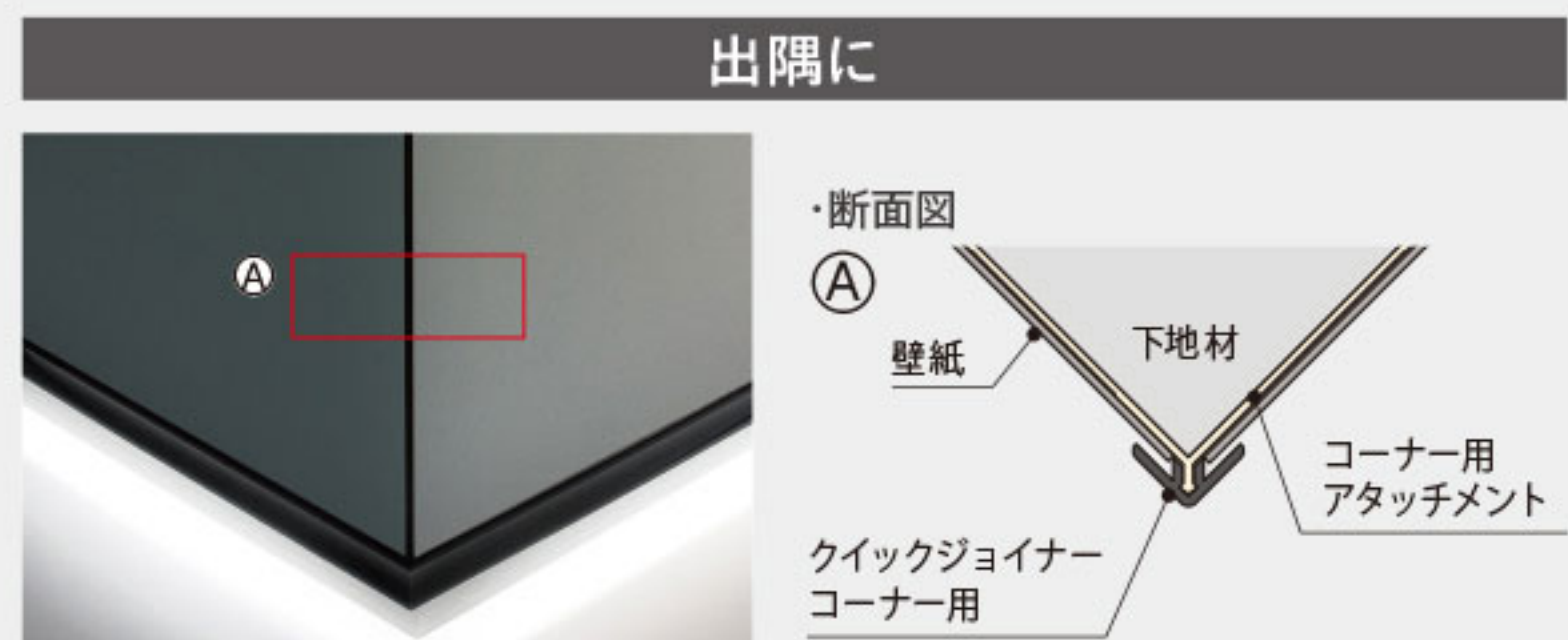 出隅に
Ⓐ
・断面図
Ⓐ
壁紙
下地材
コーナー用
アタッチメント
クイックジョイナー
コーナー用